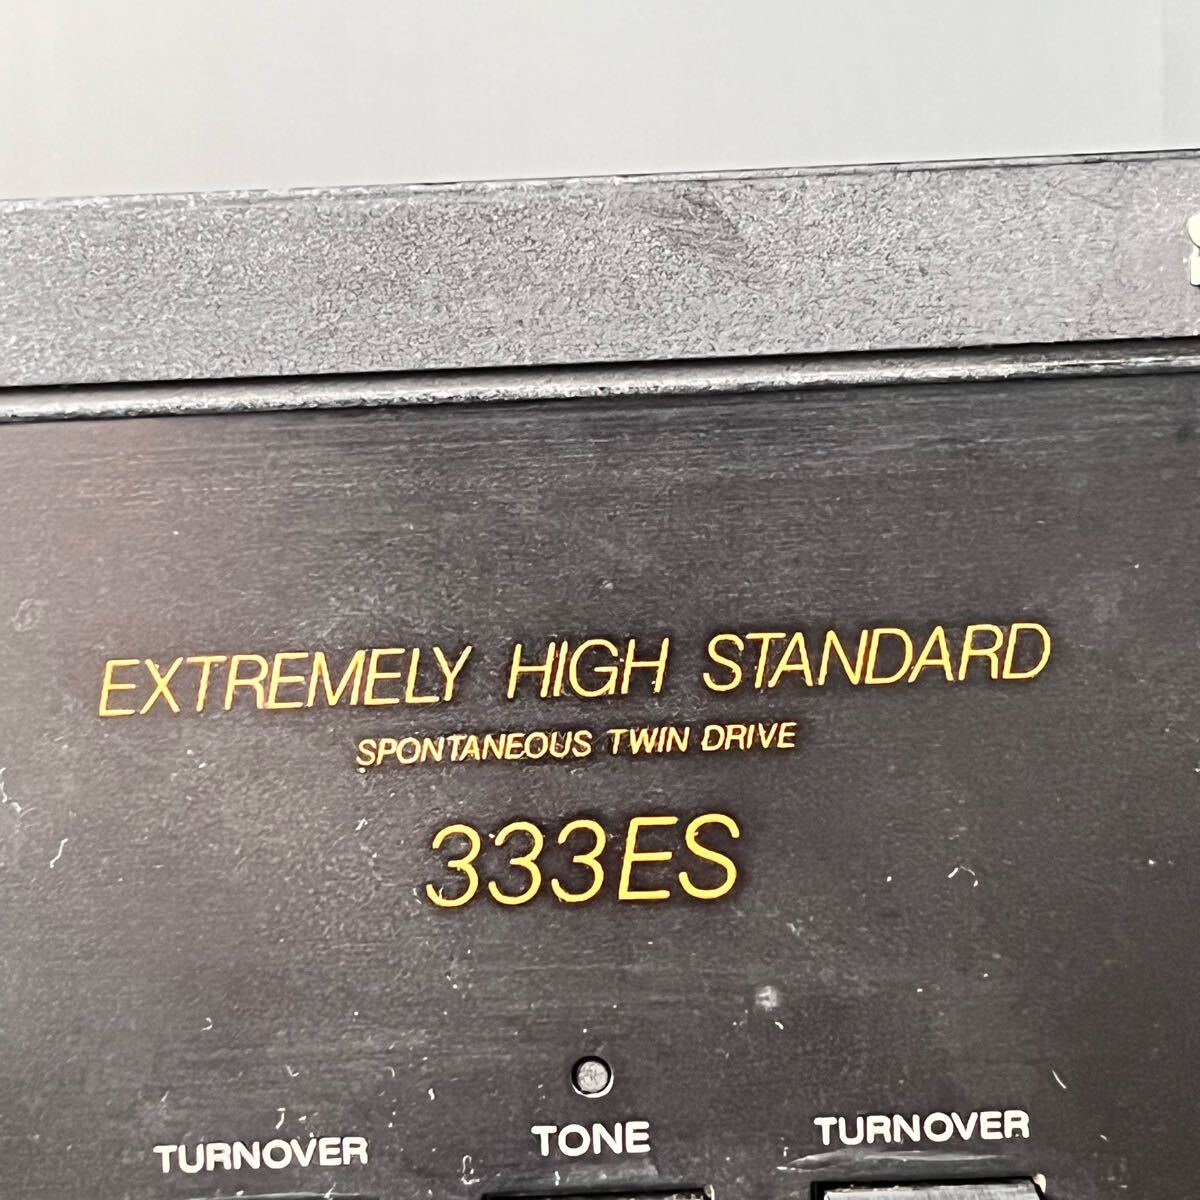 EXTREMELY HIGH STANDARD
SPONTANEOUS TWIN DRIVE
333ES
TURNOVER TONE TURNOVER